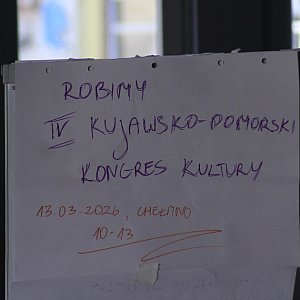 ROBIMY
IV KUJAWSKO-POMORSKI
KONGRES KULTURY
13.03.2026, CHEŁMNO
10-13